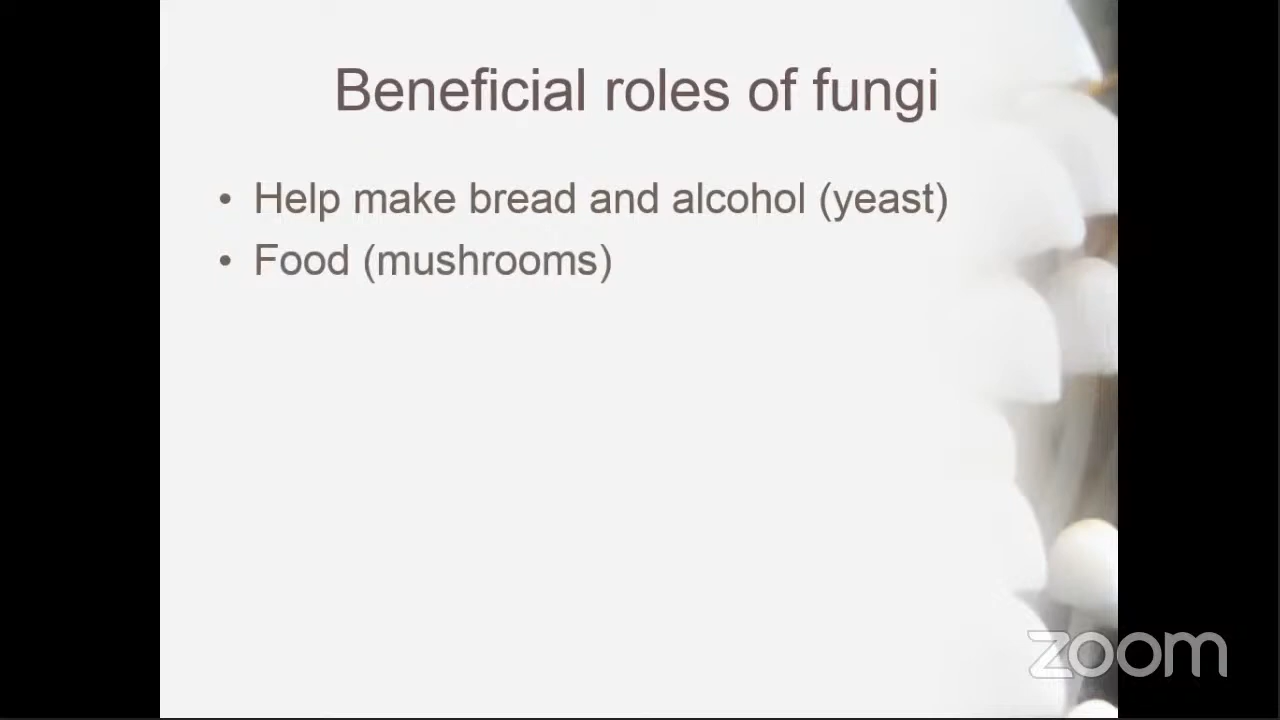 Beneficial roles of fungi
• Help make bread and alcohol (yeast)
• Food (mushrooms)
zoom